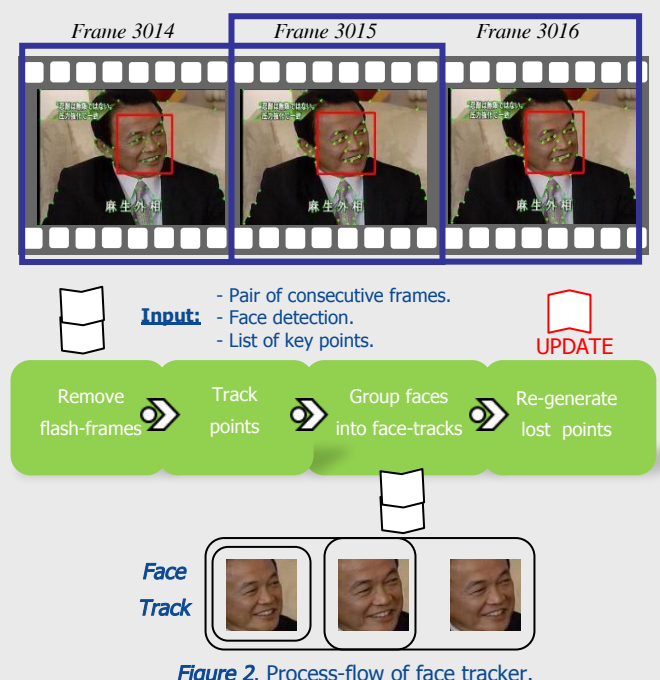 Frame 3014 Frame 3015 Frame 3016
麻生外相 麻生外相 麻生外相
Input:
- Pair of consecutive frames.
- Face detection.
- List of key points.
UPDATE
Remove
flash-frames
Track
points
Group faces
into face-tracks
Re-generate
lost points
Face
Track
Figure 2. Process-flow of face tracker.